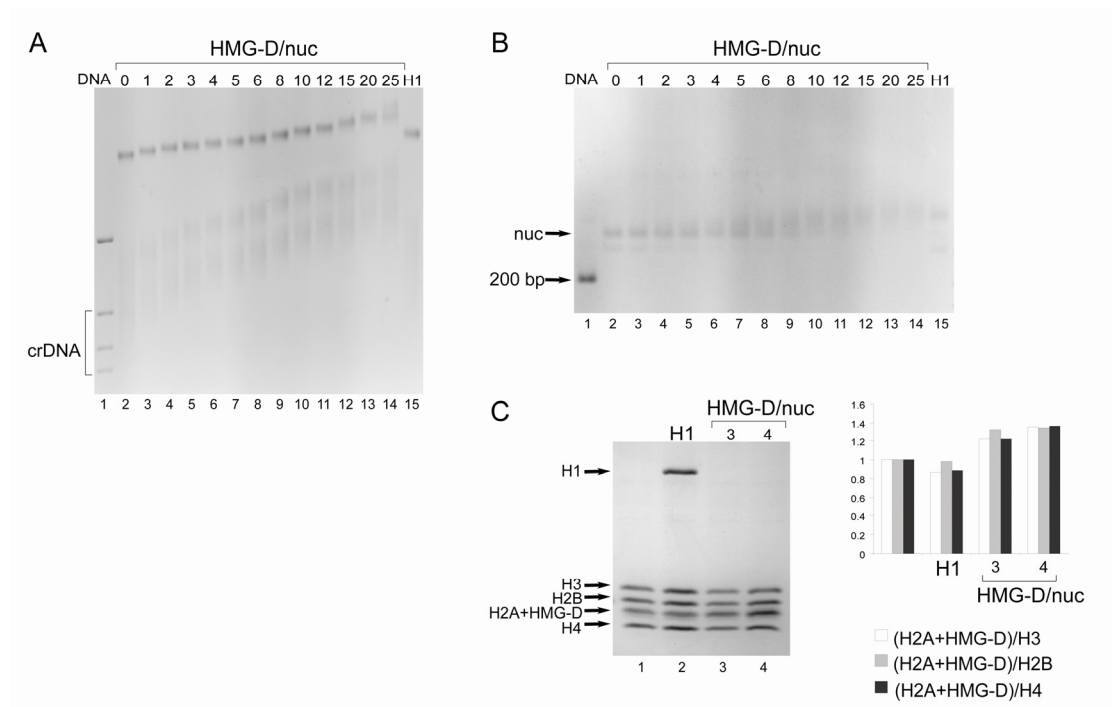 A
HMG-D/nuc
DNA 0 1 2 3 4 5 6 8 10 12 15 20 25 H1
crDNA
1 2 3 4 5 6 7 8 9 10 11 12 13 14 15
B
HMG-D/nuc
DNA 0 1 2 3 4 5 6 8 10 12 15 20 25 H1
nuc
200 bp
1 2 3 4 5 6 7 8 9 10 11 12 13 14 15
C
HMG-D/nuc
H1 3 4
H1
H3
H2B
H2A+HMG-D
H4
1 2 3 4
1.6
1.4
1.2
1
0.8
0.6
0.4
0.2
0
H1 3 4
HMG-D/nuc
(H2A+HMG-D)/H3
(H2A+HMG-D)/H2B
(H2A+HMG-D)/H4